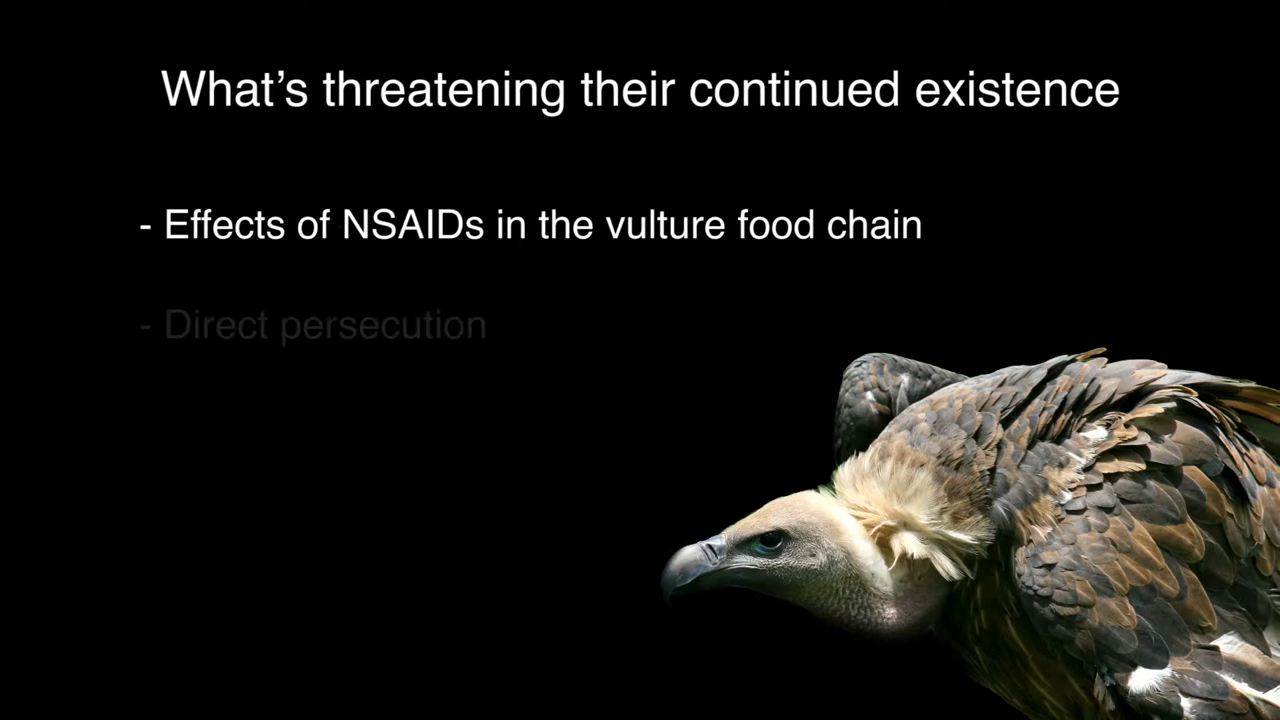 What’s threatening their continued existence
- Effects of NSAIDs in the vulture food chain
- Direct persecution